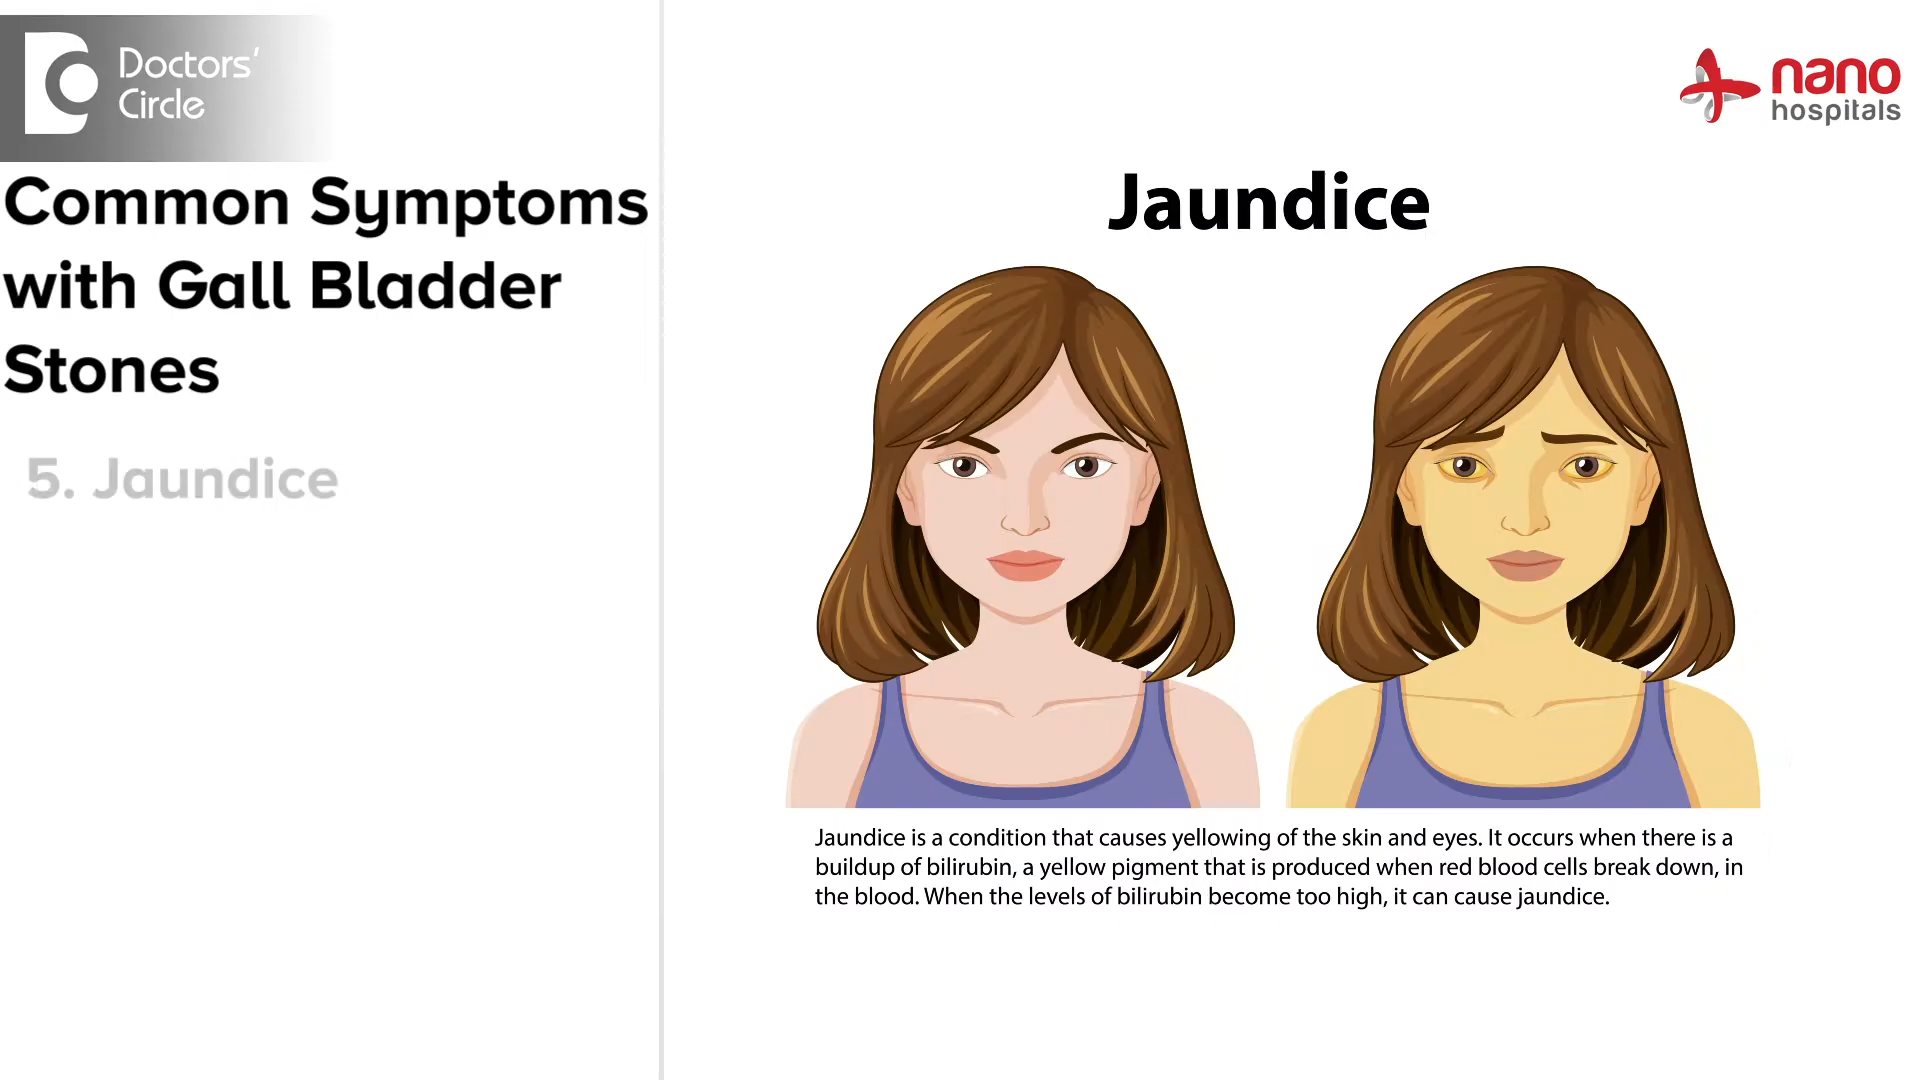 Doctors'
Circle
Common Symptoms
with Gall Bladder
Stones
5. Jaundice
nano
hospitals
Jaundice
Jaundice is a condition that causes yellowing of the skin and eyes. It occurs when there is a
buildup of bilirubin, a yellow pigment that is produced when red blood cells break down, in
the blood. When the levels of bilirubin become too high, it can cause jaundice.